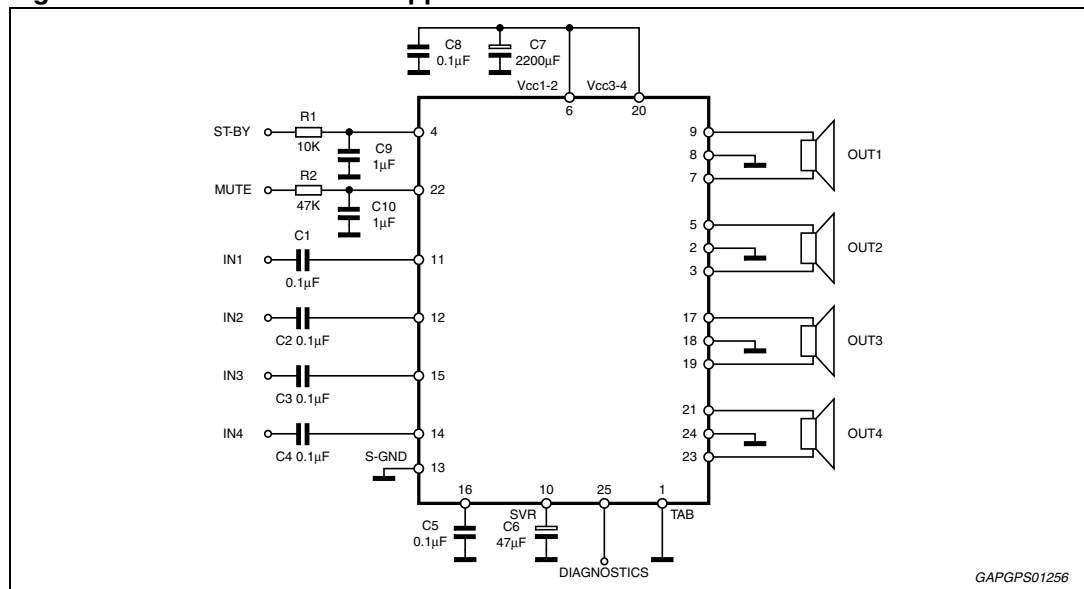 C8
0.1μF
C7
2200μF
Vcc1-2
Vcc3-4
6
20
ST-BY
R1
10K
4
C9
1μF
MUTE
R2
47K
22
C10
1μF
IN1
C1
0.1μF
11
IN2
C2 0.1μF
12
IN3
C3 0.1μF
15
IN4
C4 0.1μF
14
S-GND
13
9
8
7
OUT1
5
2
3
OUT2
17
18
19
OUT3
21
24
23
OUT4
16
10
25
1
SVR
TAB
C5
0.1μF
C6
47μF
DIAGNOSTICS
GAPGPS01256